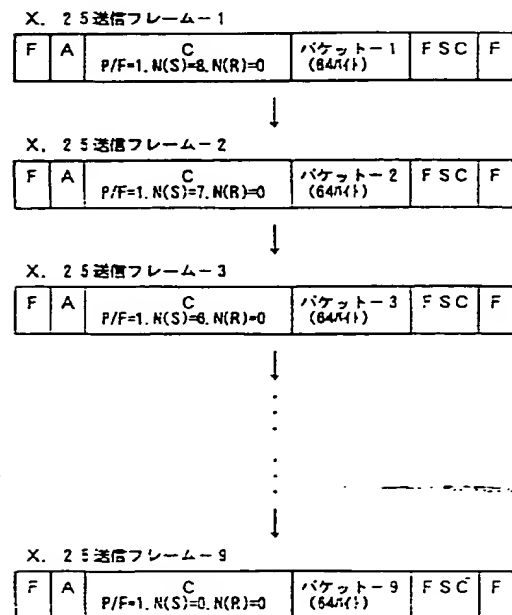 X. 25送信フレーム-1
F A C パケット-1 FSC F
P/F=1. N(S)=8. N(R)=0 (64バイト)
↓
X. 25送信フレーム-2
F A C パケット-2 FSC F
P/F=1. N(S)=7. N(R)=0 (64バイト)
↓
X. 25送信フレーム-3
F A C パケット-3 FSC F
P/F=1. N(S)=6. N(R)=0 (64バイト)
↓
↓
X. 25送信フレーム-9
F A C パケット-9 FSC F
P/F=1. N(S)=0. N(R)=0 (64バイト)